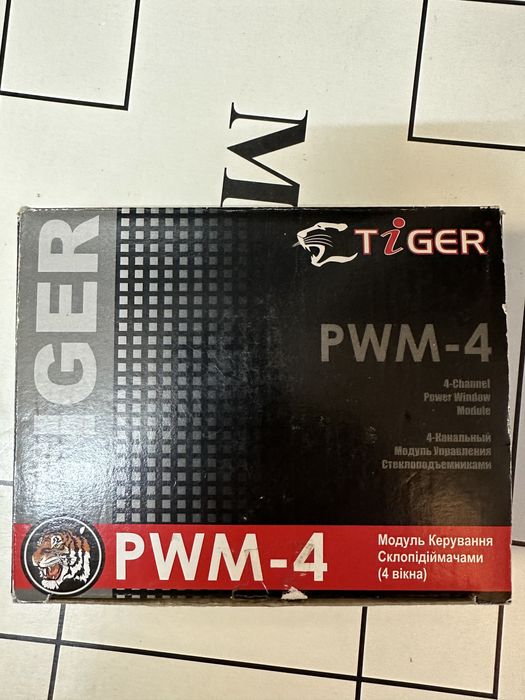 M
TiGER
TiGER
PWM-4
4-Channel
Power Window
Module
4-Канальный
Модуль Управления
Стеклоподъемниками
PWM-4
Модуль Керування
Склопідіймачами
(4 вікна)